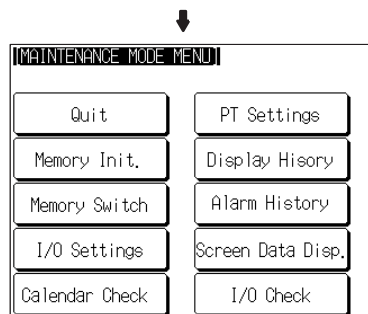 [MAINTENANCE MODE MENU]
Quit
PT Settings
Memory Init.
Display Hisory
Memory Switch
Alarm History
I/O Settings
Screen Data Disp.
Calendar Check
I/O Check